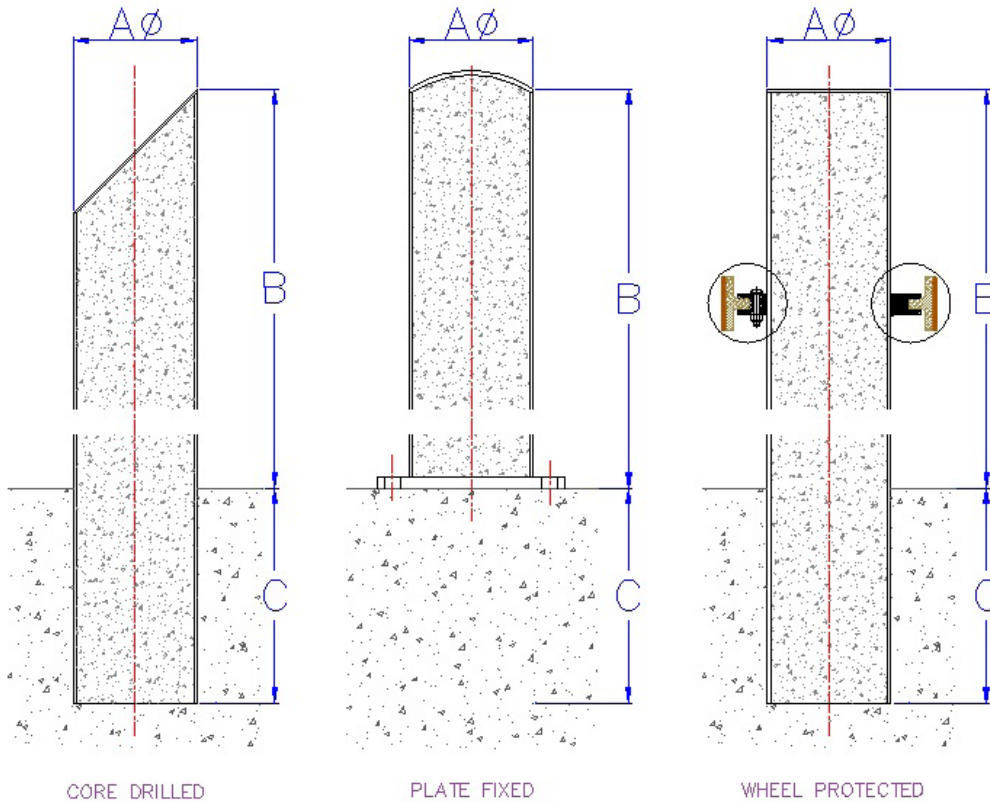 AØ AØ AØ
B B B
C C C
CORE DRILLED PLATE FIXED WHEEL PROTECTED